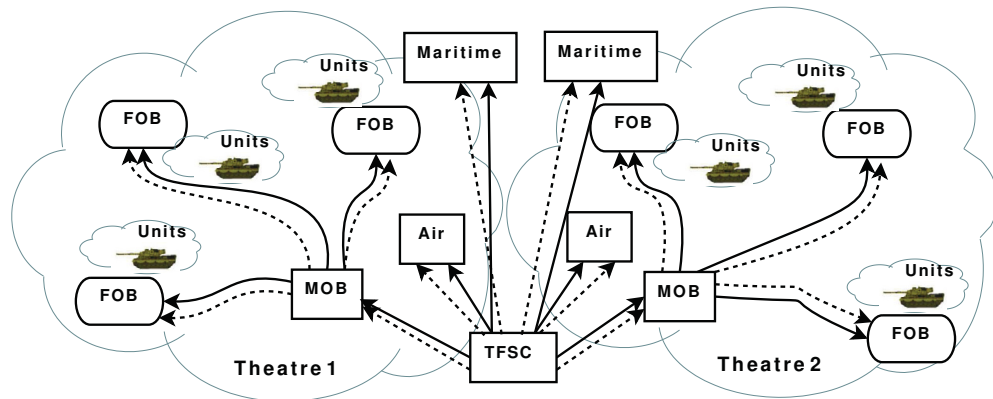 Maritime
Maritime
Units
Units
FOB
FOB
FOB
FOB
Units
Units
Units
Air
Air
Units
FOB
MOB
MOB
TFSC
FOB
Theatre 1
Theatre 2